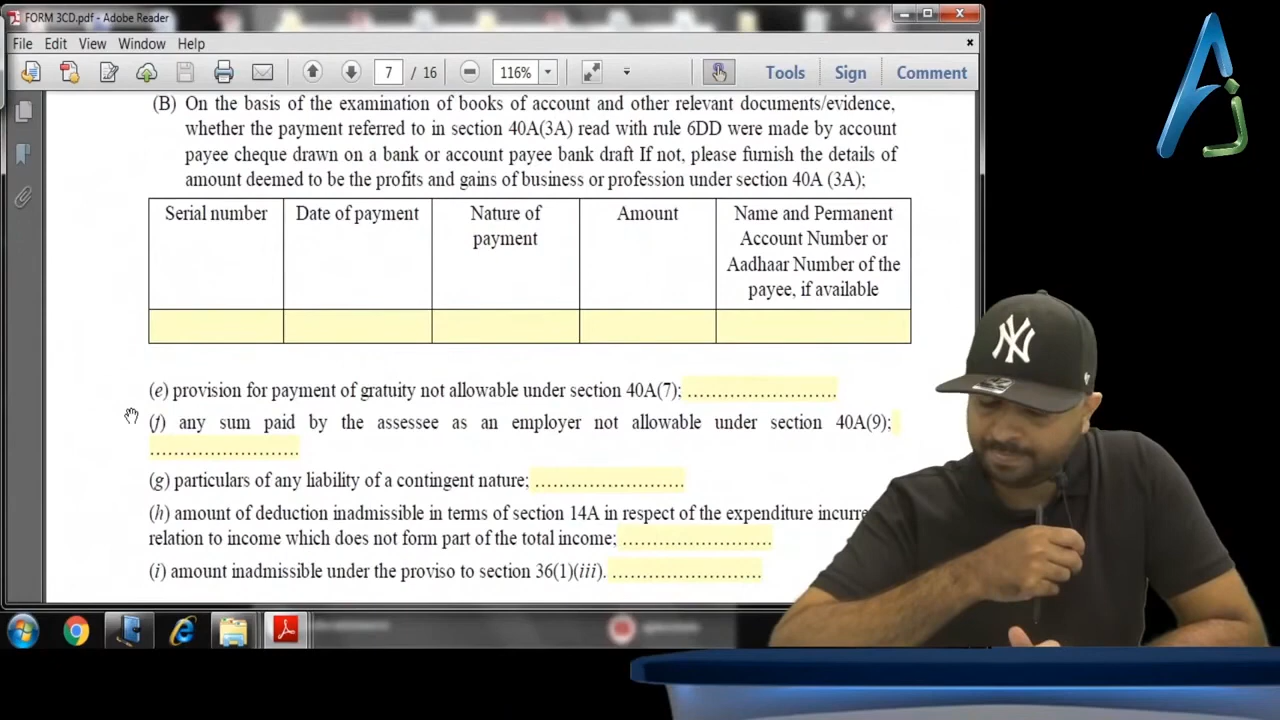 FORM 3CD.pdf - Adobe Reader
File Edit View Window Help
7 / 16 116% Tools Sign Comment
(B) On the basis of the examination of books of account and other relevant documents/evidence,
whether the payment referred to in section 40A(3A) read with rule 6DD were made by account
payee cheque drawn on a bank or account payee bank draft If not, please furnish the details of
amount deemed to be the profits and gains of business or profession under section 40A (3A);
Serial number Date of payment Nature of Amount Name and Permanent
payment Account Number or
Aadhaar Number of the
payee, if available
(e) provision for payment of gratuity not allowable under section 40A(7); ……………………
(f) any sum paid by the assessee as an employer not allowable under section 40A(9);
……………………
(g) particulars of any liability of a contingent nature; ……………………
(h) amount of deduction inadmissible in terms of section 14A in respect of the expenditure
relation to income which does not form part of the total income; ……………………
(i) amount inadmissible under the proviso to section 36(1)(iii). ……………………
NY